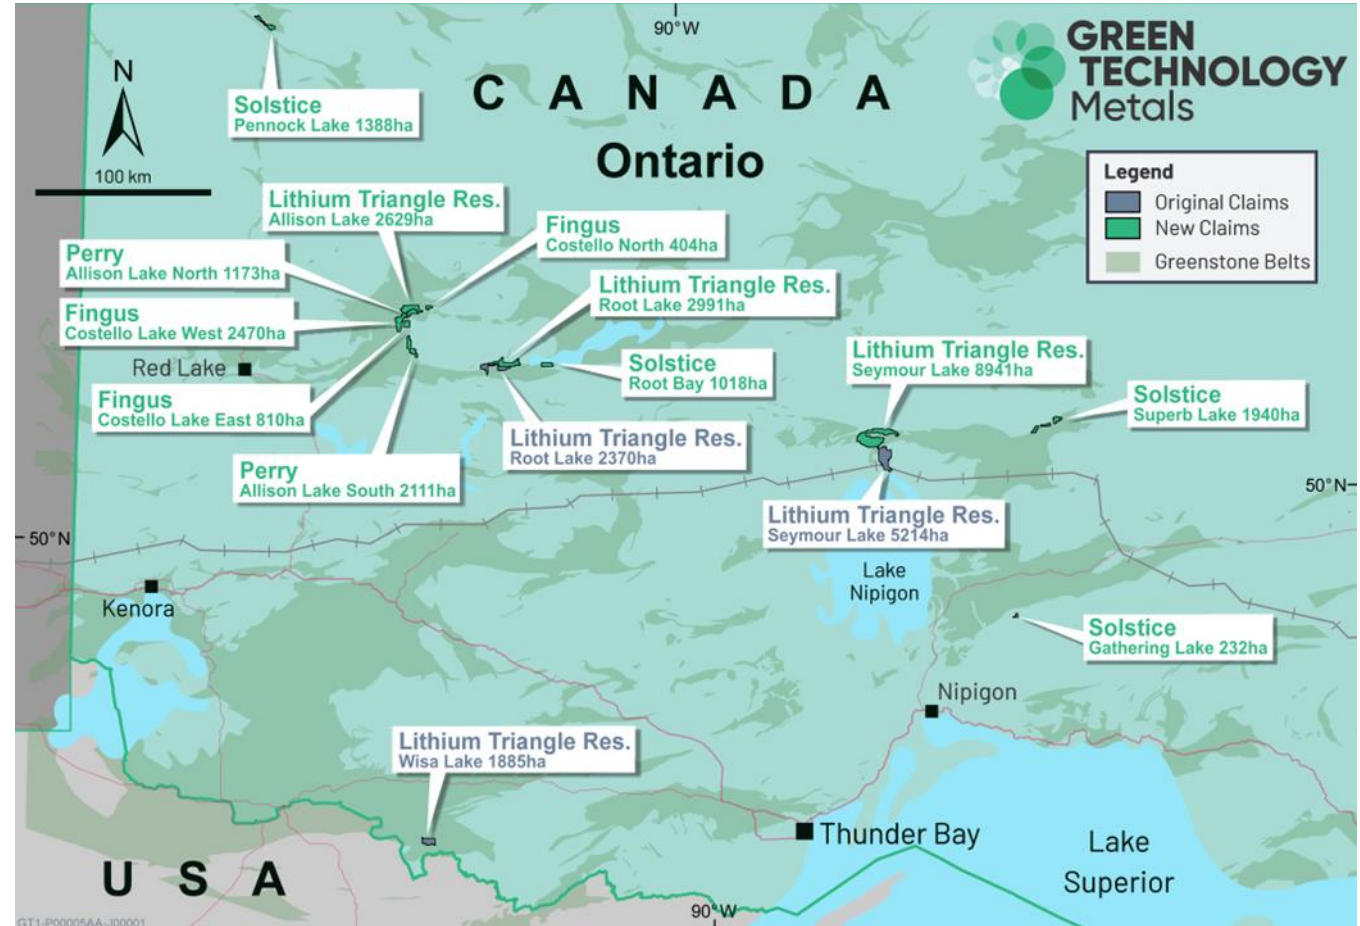 90°W
GREEN
TECHNOLOGY
Metals
N
100 km
C A N A D A
Ontario
Solstice
Pennock Lake 1388ha
Legend
Original Claims
New Claims
Greenstone Belts
Lithium Triangle Res.
Allison Lake 2629ha
Fingus
Costello North 404ha
Perry
Allison Lake North 1173ha
Lithium Triangle Res.
Root Lake 2991ha
Fingus
Costello Lake West 2470ha
Red Lake
Solstice
Root Bay 1018ha
Lithium Triangle Res.
Seymour Lake 8941ha
Solstice
Superb Lake 1940ha
Fingus
Costello Lake East 810ha
Lithium Triangle Res.
Root Lake 2370ha
Perry
Allison Lake South 2111ha
50°N
Lithium Triangle Res.
Seymour Lake 5214ha
50°N
Lake
Nipigon
Kenora
Solstice
Gathering Lake 232ha
Nipigon
Lithium Triangle Res.
Wisa Lake 1885ha
Thunder Bay
Lake
Superior
U S A
90°W
GT1-P00005AA-J00001